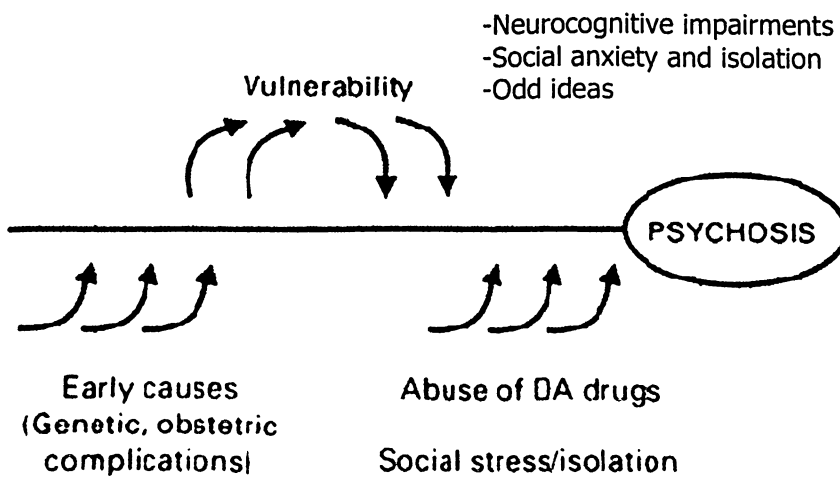 -Neurocognitive impairments
-Social anxiety and isolation
-Odd ideas
Vulnerability
PSYCHOSIS
Early causes
(Genetic, obstetric
complications)
Abuse of DA drugs
Social stress/isolation